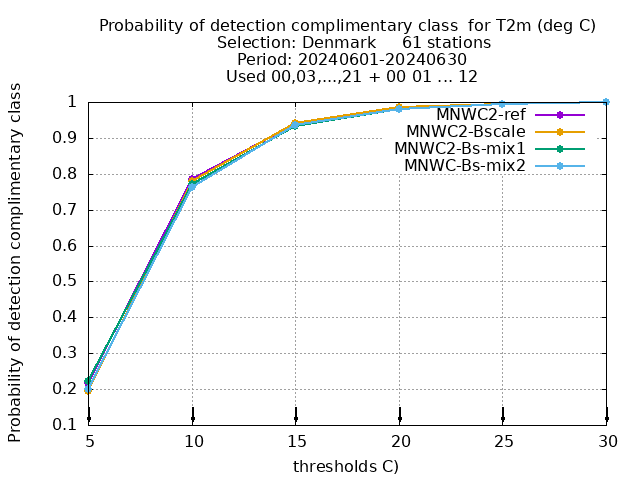 Probability of detection complimentary class  for T2m (deg C)
Selection: Denmark     61 stations
Period: 20240601-20240630
Used 00,03,...,21 + 00 01 ... 12
Probability of detection complimentary class
1
0.9
0.8
0.7
0.6
0.5
0.4
0.3
0.2
0.1
MNWC2-ref
MNWC2-Bscale
MNWC2-Bs-mix1
MNWC-Bs-mix2
5 10 15 20 25 30
thresholds C)